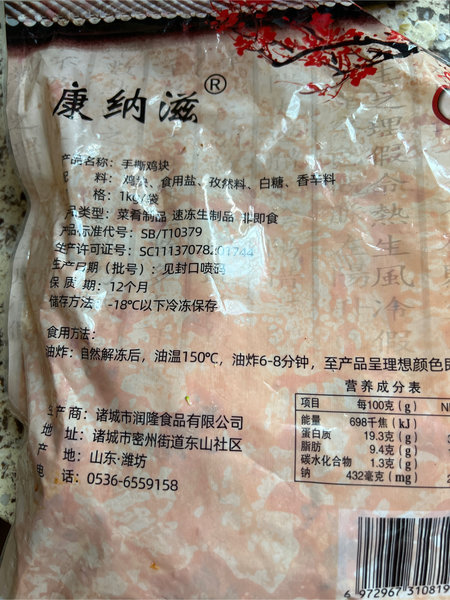 康纳滋®
产品名称：手撕鸡块
配 料：鸡块、食用盐、孜然料、白糖、香辛料
规 格：1kg/袋
产品类型：菜肴制品 速冻生制品 非即食
产品标准代号：SB/T10379
生产许可证号：SC11137078201744
生产日期（批号）：见封口喷码
保 质 期：12个月
储存方法：-18℃以下冷冻保存
食用方法：
油炸：自然解冻后，油温150℃，油炸6-8分钟，至产品呈理想颜色
营养成分表
项目 每100克（g）
能量 698千焦（kJ）
蛋白质 19.3克（g）
脂肪 9.4克（g）
碳水化合物 1.3克（g）
钠 432毫克（mg）
生 产 商：诸城市润隆食品有限公司
地 址：诸城市密州街道东山社区
产 地：山东·潍坊
电 话：0536-6559158
6 972967 310819